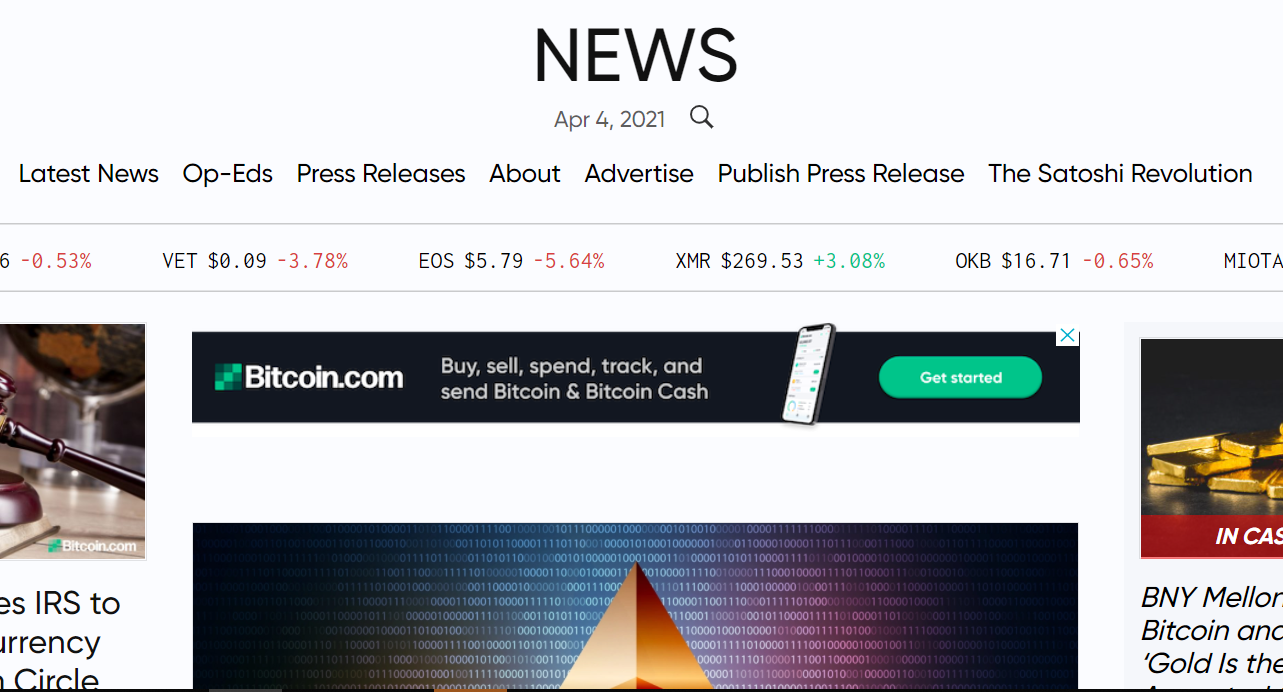 NEWS
Apr 4, 2021
Latest News Op-Eds Press Releases About Advertise Publish Press Release The Satoshi Revolution
6 -0.53% VET $0.09 -3.78% EOS $5.79 -5.64% XMR $269.53 +3.08% OKB $16.71 -0.65% MIOTA
Bitcoin.com
Buy, sell, spend, track, and
send Bitcoin & Bitcoin Cash
Get started
Bitcoin.com
es IRS to
urrency
Circle
IN CAS
BNY Mellon
Bitcoin and
'Gold Is the